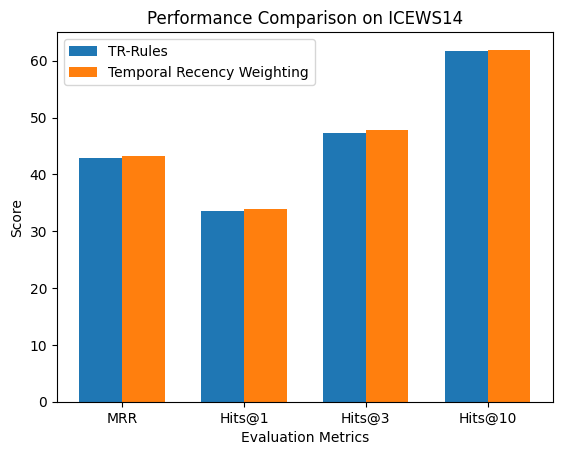 Performance Comparison on ICEWS14
TR-Rules
Temporal Recency Weighting
60
50
40
30
20
10
0
Score
MRR
Hits@1
Hits@3
Hits@10
Evaluation Metrics